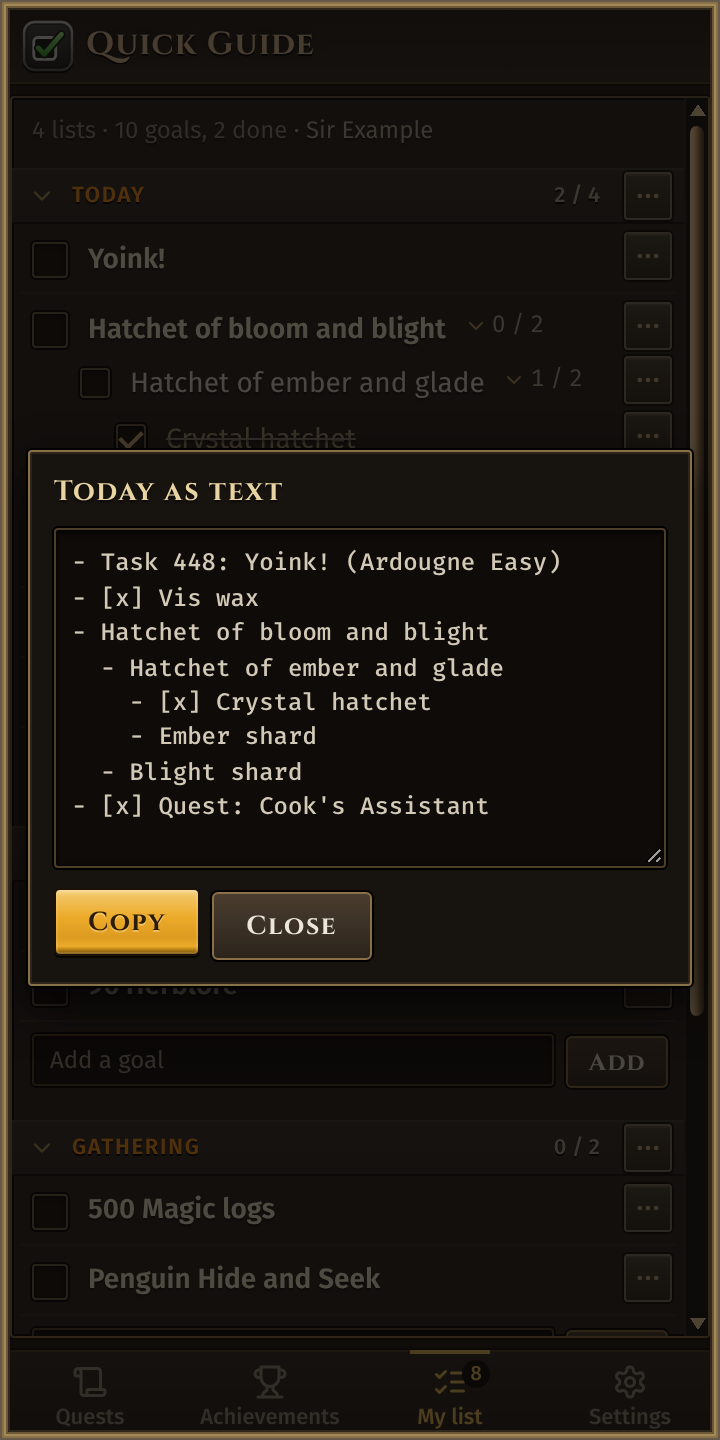 Quick Guide
4 lists · 10 goals, 2 done · Sir Example
TODAY 2 / 4
Yoink!
Hatchet of bloom and blight 0 / 2
Hatchet of ember and glade 1 / 2
Crystal hatchet
Today as text
- Task 448: Yoink! (Ardougne Easy)
- [x] Vis wax
- Hatchet of bloom and blight
  - Hatchet of ember and glade
    - [x] Crystal hatchet
    - Ember shard
  - Blight shard
- [x] Quest: Cook's Assistant
Copy Close
Add a goal Add
GATHERING 0 / 2
500 Magic logs
Penguin Hide and Seek
8
Quests Achievements My list Settings